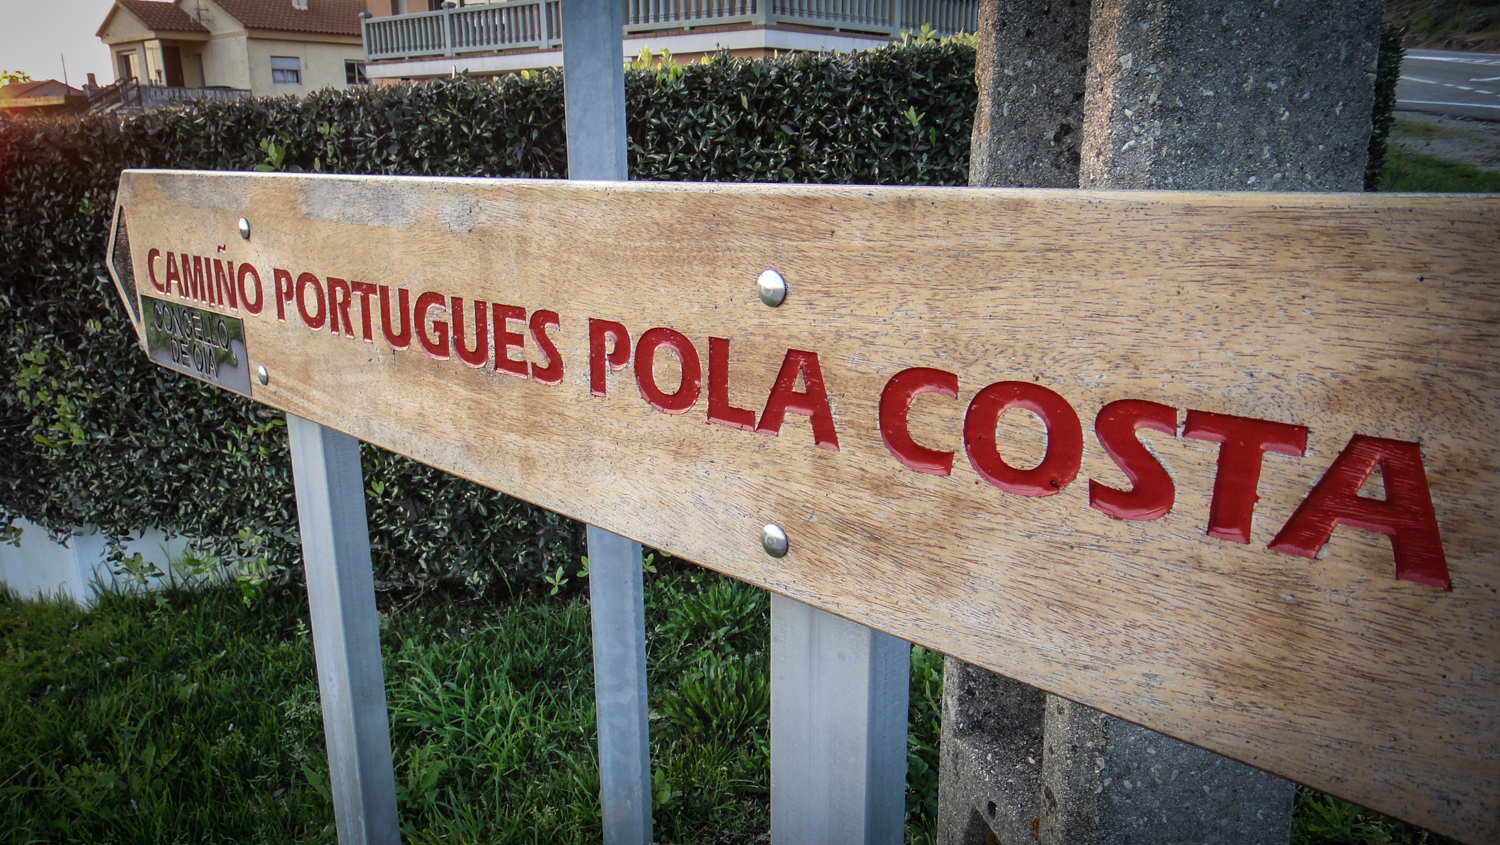 CAMIÑO PORTUGUES POLA COSTA
CONCELLO
DE OIA